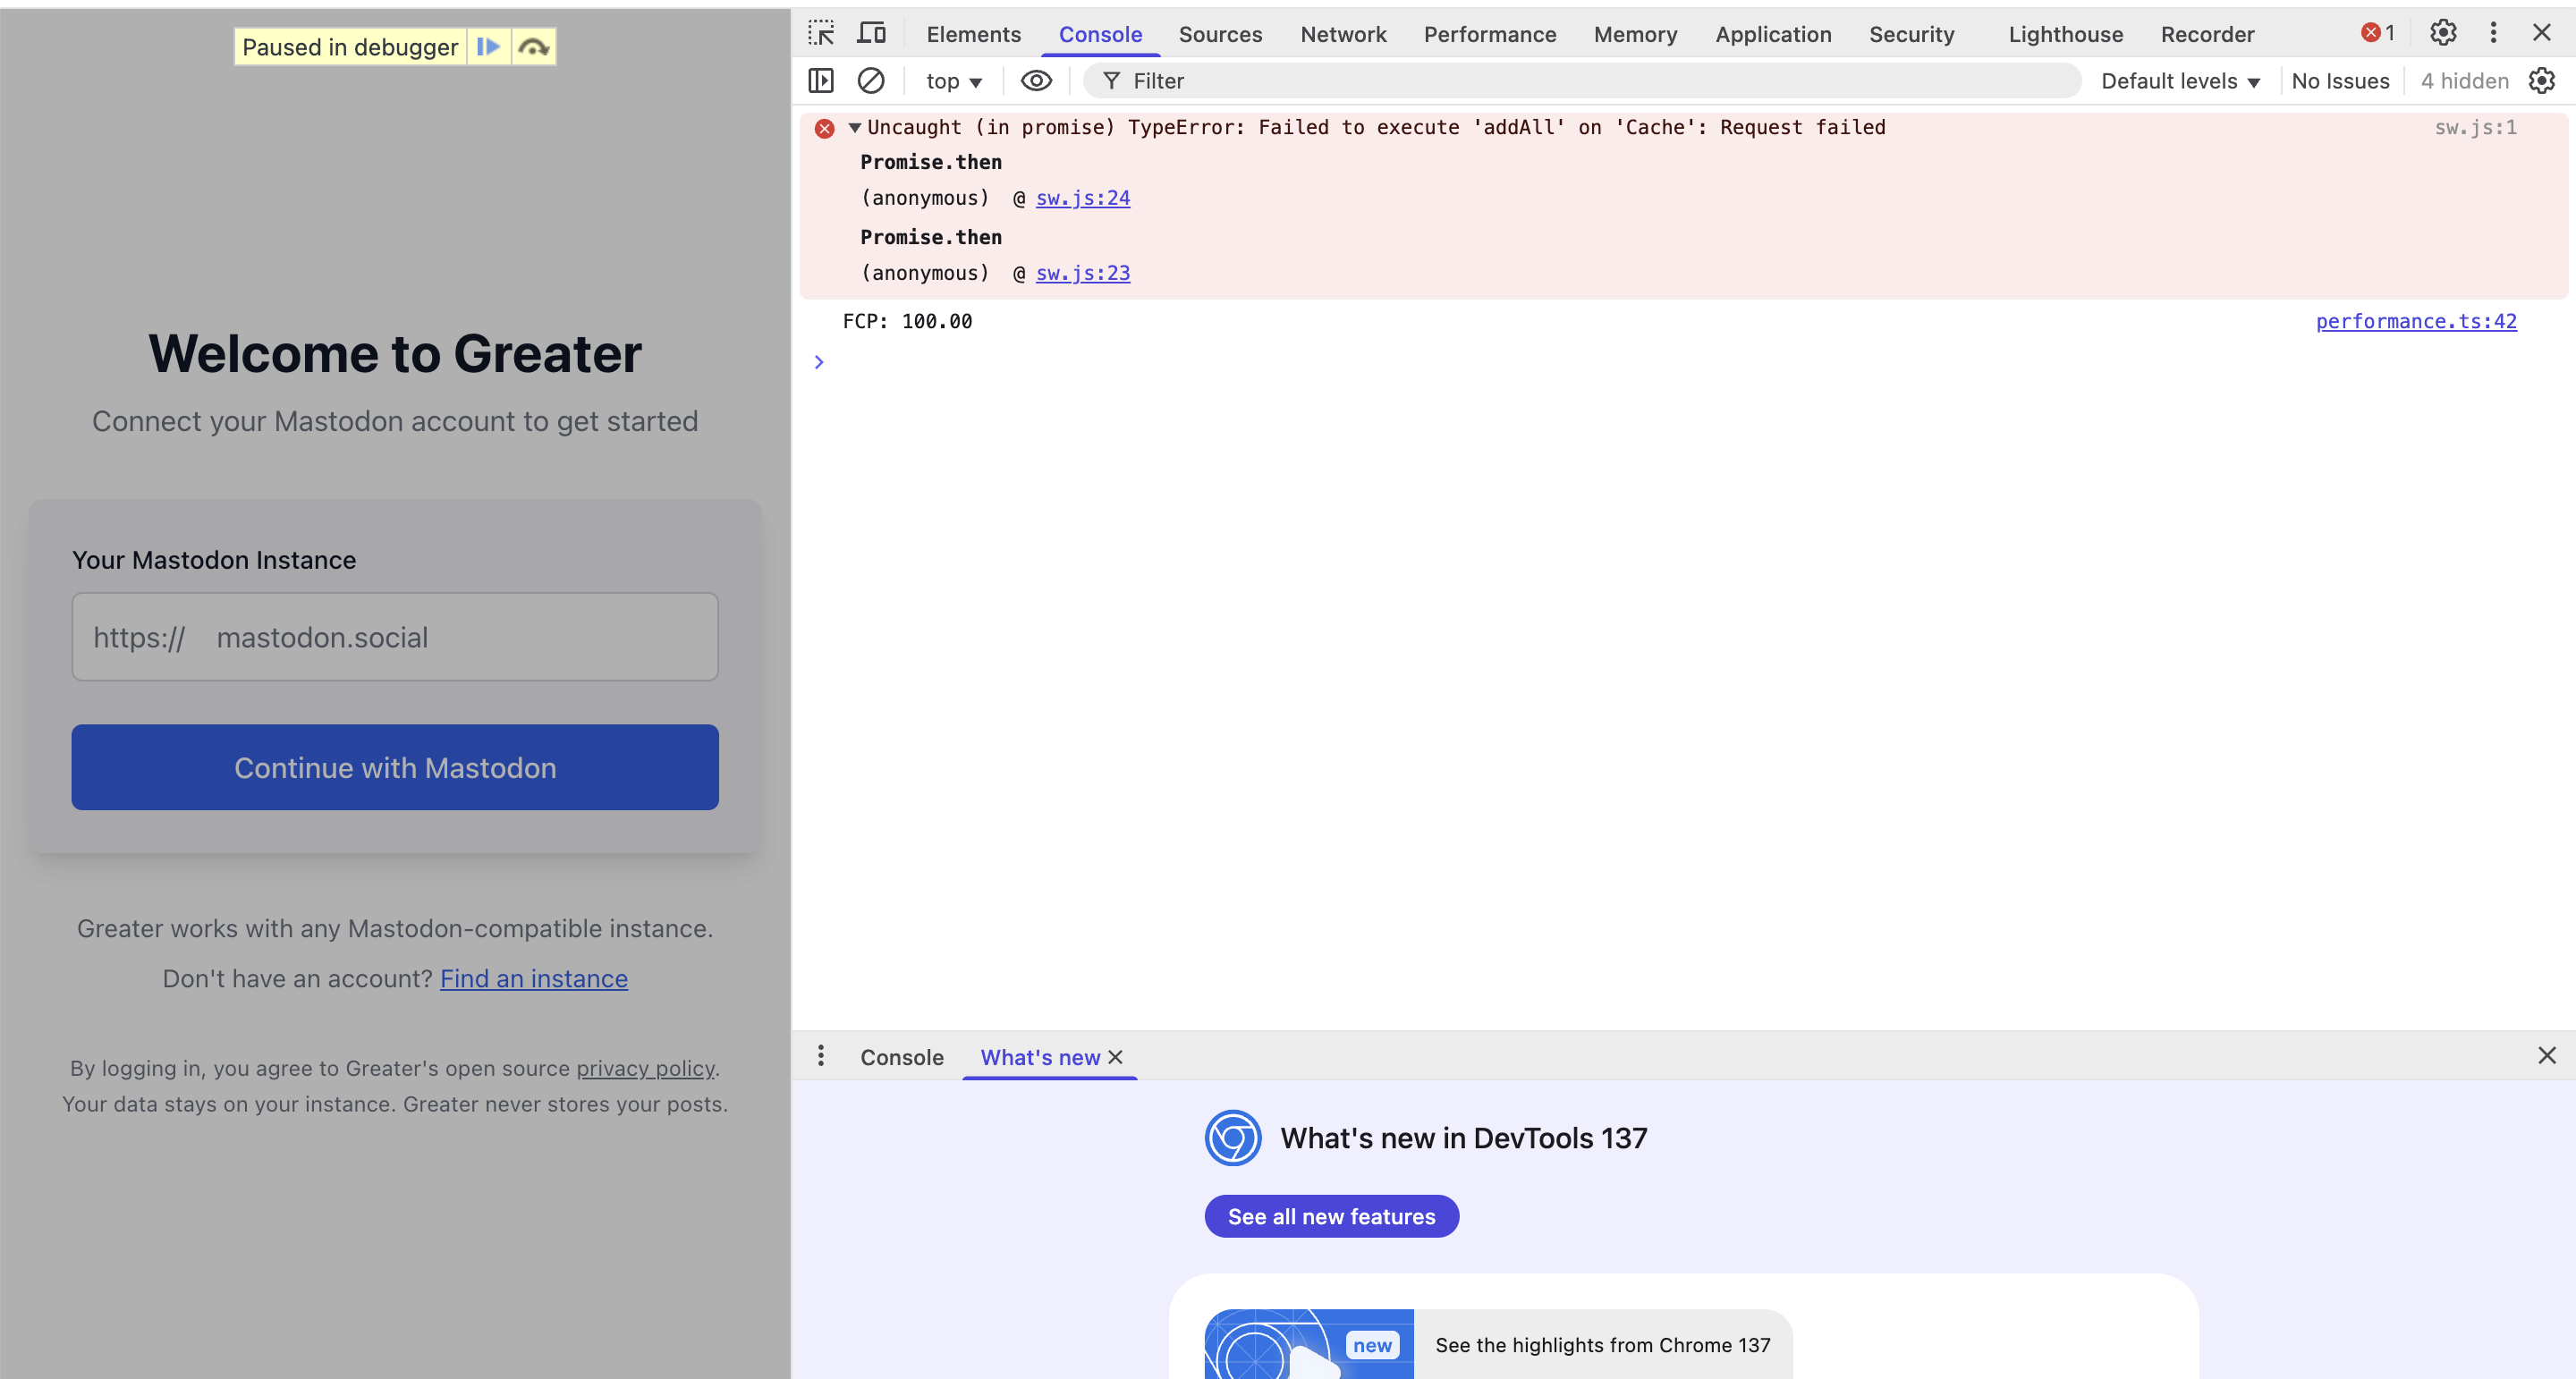 Paused in debugger
Welcome to Greater
Connect your Mastodon account to get started
Your Mastodon Instance
https:// mastodon.social
Continue with Mastodon
Greater works with any Mastodon-compatible instance.
Don't have an account? Find an instance
By logging in, you agree to Greater's open source privacy policy.
Your data stays on your instance. Greater never stores your posts.
Elements Console Sources Network Performance Memory Application Security Lighthouse Recorder 1
top Filter Default levels No Issues 4 hidden
Uncaught (in promise) TypeError: Failed to execute 'addAll' on 'Cache': Request failed sw.js:1
Promise.then
(anonymous) @ sw.js:24
Promise.then
(anonymous) @ sw.js:23
FCP: 100.00 performance.ts:42
Console What's new
What's new in DevTools 137
See all new features
new See the highlights from Chrome 137